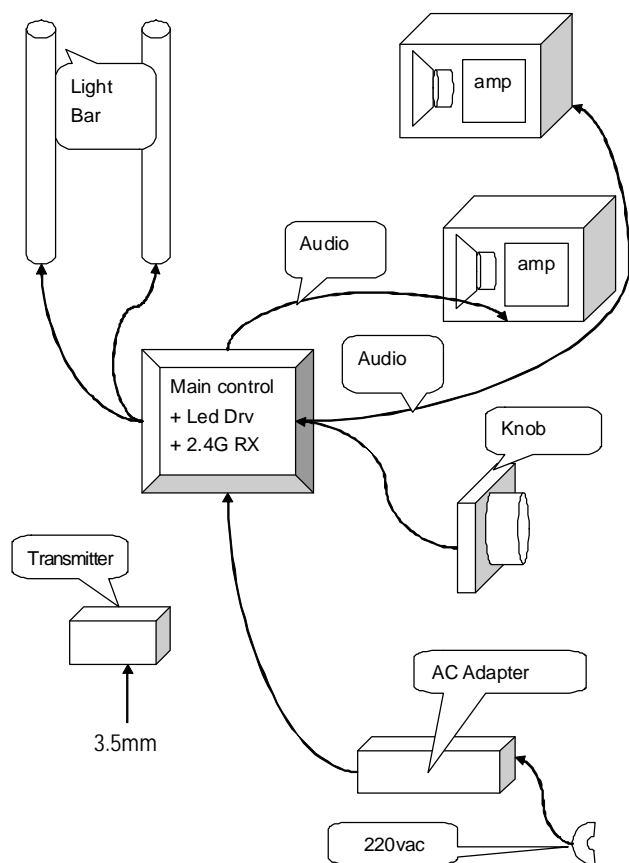 Light
Bar
amp
amp
Audio
Audio
Main control
+ Led Drv
+ 2.4G RX
Knob
Transmitter
3.5mm
AC Adapter
220vac